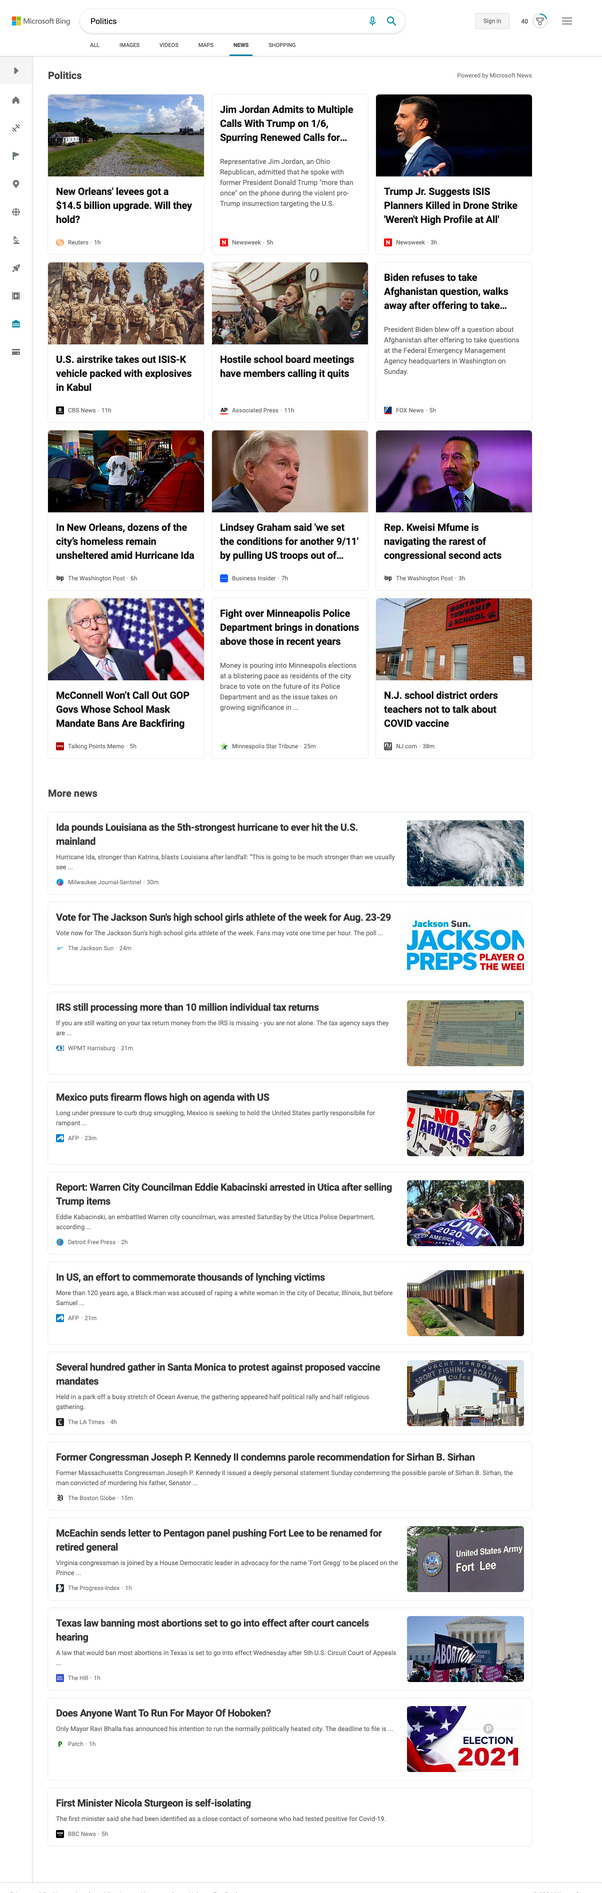 Microsoft Bing
Politics
Sign in
40
ALL
IMAGES
VIDEOS
MAPS
NEWS
SHOPPING
Politics
Powered by Microsoft News
New Orleans' levees got a
$14.5 billion upgrade. Will they
hold?
Reuters · 1h
Jim Jordan Admits to Multiple
Calls With Trump on 1/6,
Spurring Renewed Calls for...
Representative Jim Jordan, an Ohio
Republican, admitted that he spoke with
former President Donald Trump "more than
once" on the phone during the violent pro-
Trump insurrection targeting the U.S.
Newsweek · 5h
Trump Jr. Suggests ISIS
Planners Killed in Drone Strike
'Weren't High Profile at All'
Newsweek · 3h
U.S. airstrike takes out ISIS-K
vehicle packed with explosives
in Kabul
CBS News · 11h
Hostile school board meetings
have members calling it quits
AP
Associated Press · 11h
Biden refuses to take
Afghanistan question, walks
away after offering to take...
President Biden blew off a question about
Afghanistan after offering to take questions
at the Federal Emergency Management
Agency headquarters in Washington on
Sunday.
FOX News · 5h
In New Orleans, dozens of the
city's homeless remain
unsheltered amid Hurricane Ida
wp
The Washington Post · 6h
Lindsey Graham said 'we set
the conditions for another 9/11'
by pulling US troops out of...
Business Insider · 7h
Rep. Kweisi Mfume is
navigating the rarest of
congressional second acts
wp
The Washington Post · 3h
McConnell Won't Call Out GOP
Govs Whose School Mask
Mandate Bans Are Backfiring
Talking Points Memo · 5h
Fight over Minneapolis Police
Department brings in donations
above those in recent years
Money is pouring into Minneapolis elections
at a blistering pace as residents of the city
brace to vote on the future of its Police
Department and as the issue takes on
growing significance in ...
Minneapolis Star Tribune · 25m
MONTAGUE
TOWNSHIP
SCHOOL
N.J. school district orders
teachers not to talk about
COVID vaccine
NJ.com · 38m
More news
Ida pounds Louisiana as the 5th-strongest hurricane to ever hit the U.S.
mainland
Hurricane Ida, stronger than Katrina, blasts Louisiana after landfall: "This is going to be much stronger than we usually
see ...
Milwaukee Journal-Sentinel · 30m
Vote for The Jackson Sun's high school girls athlete of the week for Aug. 23-29
Vote now for The Jackson Sun's high school girls athlete of the week. Fans may vote one time per hour. The poll ...
The Jackson Sun · 24m
Jackson Sun.
JACKSON
PREPS PLAYER O
THE WEE
IRS still processing more than 10 million individual tax returns
If you are still waiting on your tax return money from the IRS is missing - you are not alone. The tax agency says they
are ...
WPMT Harrisburg · 21m
Mexico puts firearm flows high on agenda with US
Long under pressure to curb drug smuggling, Mexico is seeking to hold the United States partly responsibile for
rampant ...
AFP · 23m
NO
ARMAS
Report: Warren City Councilman Eddie Kabacinski arrested in Utica after selling
Trump items
Eddie Kabacinski, an embattled Warren city councilman, was arrested Saturday by the Utica Police Department,
according ...
Detroit Free Press · 2h
TRUMP
2020
KEEP AMERICA
In US, an effort to commemorate thousands of lynching victims
More than 120 years ago, a Black man was accused of raping a white woman in the city of Decatur, Illinois, but before
Samuel ...
AFP · 21m
Several hundred gather in Santa Monica to protest against proposed vaccine
mandates
Held in a park off a busy stretch of Ocean Avenue, the gathering appeared half political rally and half religious
gathering.
The LA Times · 4h
YACHT HARBOR
SPORT FISHING BOATING
Cafes
Former Congressman Joseph P. Kennedy II condemns parole recommendation for Sirhan B. Sirhan
Former Massachusetts Congressman Joseph P. Kennedy II issued a deeply personal statement Sunday condemning the possible parole of Sirhan B. Sirhan, the
man convicted of murdering his father, Senator ...
B
The Boston Globe · 15m
McEachin sends letter to Pentagon panel pushing Fort Lee to be renamed for
retired general
Virginia congressman is joined by a House Democratic leader in advocacy for the name 'Fort Gregg' to be placed on the
Prince ...
The Progress-Index · 1h
United States Army
Fort Lee
Texas law banning most abortions set to go into effect after court cancels
hearing
A law that would ban most abortions in Texas is set to go into effect Wednesday after 5th U.S. Circuit Court of Appeals
...
The Hill · 1h
ABORTION
Does Anyone Want To Run For Mayor Of Hoboken?
Only Mayor Ravi Bhalla has announced his intention to run the normally politically heated city. The deadline to file is ...
P
Patch · 1h
P
ELECTION
2021
First Minister Nicola Sturgeon is self-isolating
The first minister said she had been identified as a close contact of someone who had tested positive for Covid-19.
BBC News · 5h